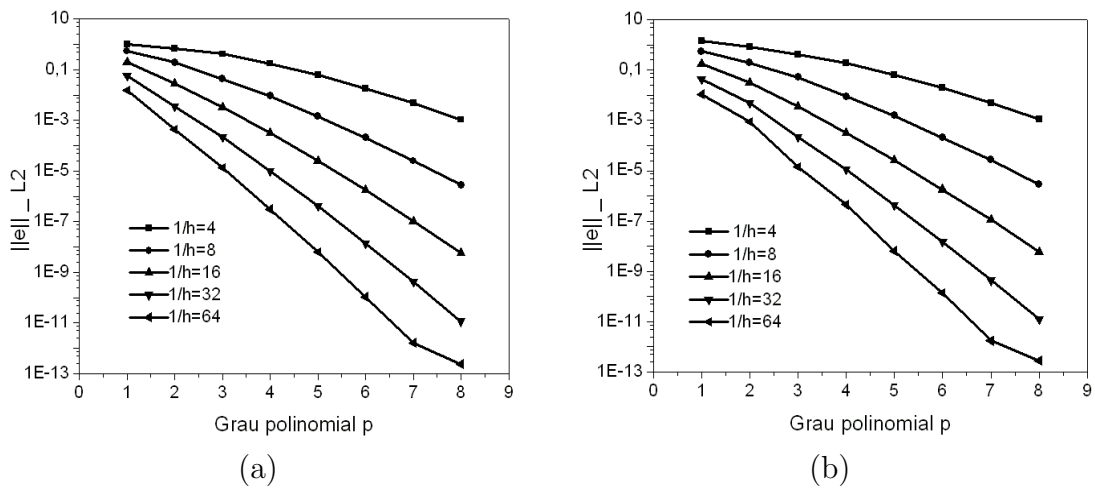 10
0,1
1E-3
1E-5
1E-7
1E-9
1E-11
1E-13
||e||_ L2
1/h=4
1/h=8
1/h=16
1/h=32
1/h=64
0 1 2 3 4 5 6 7 8 9
Grau polinomial p
(a)
10
0,1
1E-3
1E-5
1E-7
1E-9
1E-11
1E-13
||e||_ L2
1/h=4
1/h=8
1/h=16
1/h=32
1/h=64
0 1 2 3 4 5 6 7 8 9
Grau polinomial p
(b)